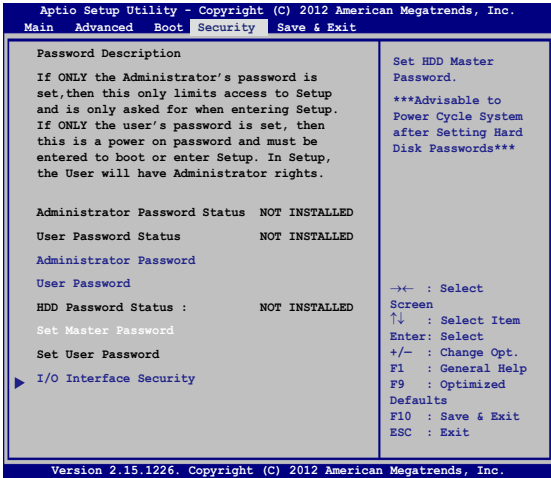 Aptio Setup Utility - Copyright (C) 2012 American Megatrends, Inc.
Main Advanced Boot Security Save & Exit
Password Description
If ONLY the Administrator's password is
set,then this only limits access to Setup
and is only asked for when entering Setup.
If ONLY the user's password is set, then
this is a power on password and must be
entered to boot or enter Setup. In Setup,
the User will have Administrator rights.
Administrator Password Status NOT INSTALLED
User Password Status NOT INSTALLED
Administrator Password
User Password
HDD Password Status : NOT INSTALLED
Set Master Password
Set User Password
I/O Interface Security
Set HDD Master
Password.
***Advisable to
Power Cycle System
after Setting Hard
Disk Passwords***
→← : Select
Screen
↑↓ : Select Item
Enter: Select
+/— : Change Opt.
F1 : General Help
F9 : Optimized
Defaults
F10 : Save & Exit
ESC : Exit
Version 2.15.1226. Copyright (C) 2012 American Megatrends, Inc.